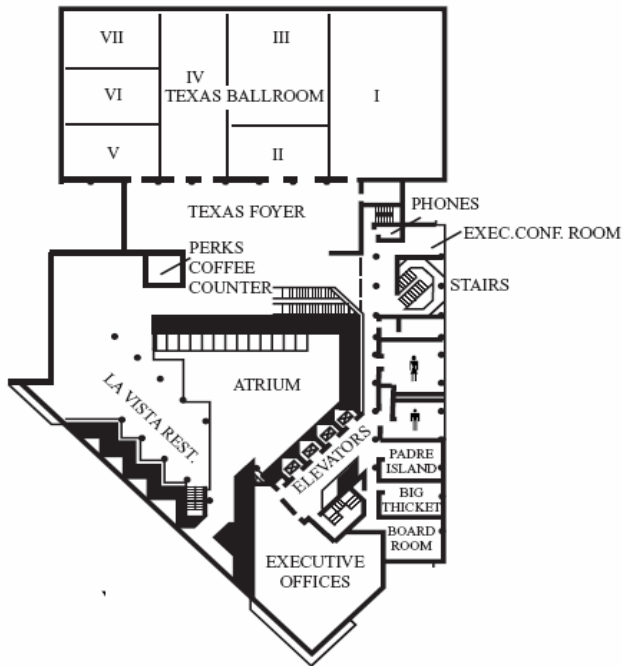 VII
III
IV
TEXAS BALLROOM
I
VI
V
II
TEXAS FOYER
PHONES
EXEC.CONF. ROOM
PERKS
COFFEE
COUNTER
STAIRS
ATRIUM
LA VISTA REST.
ELEVATORS
PADRE
ISLAND
BIG
THICKET
BOARD
ROOM
EXECUTIVE
OFFICES